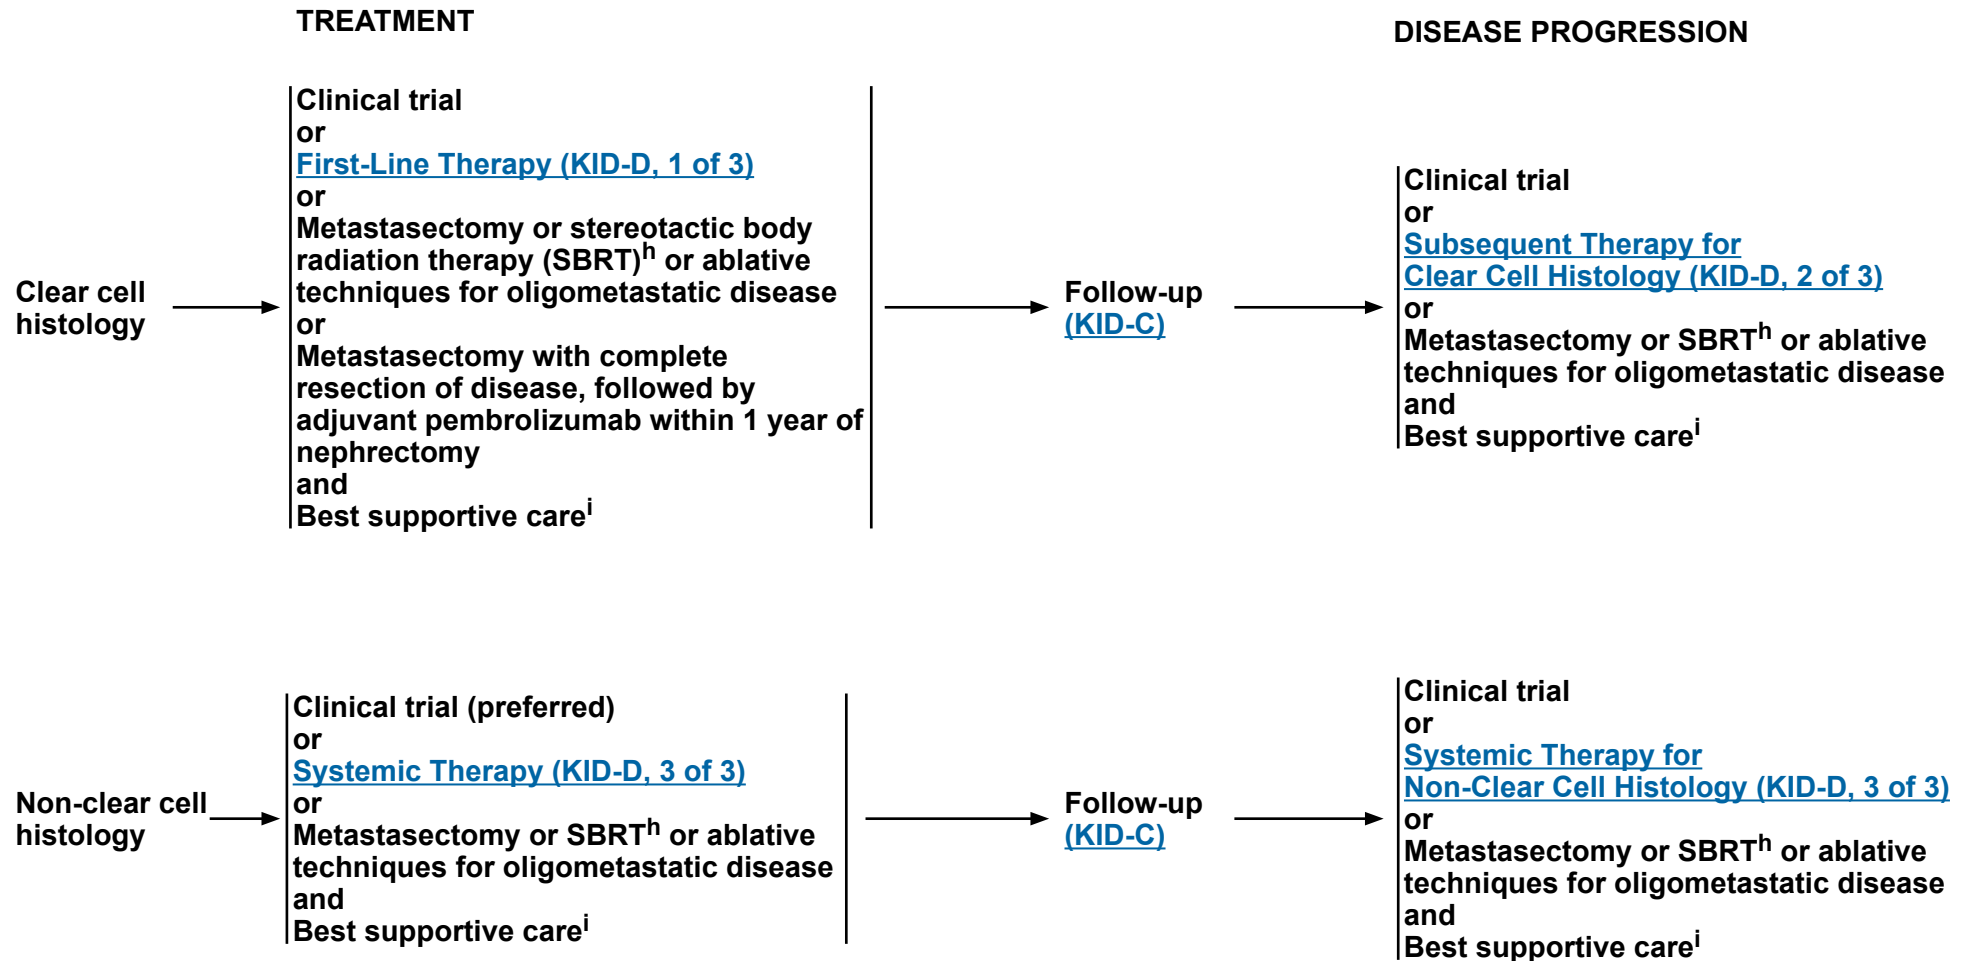 TREATMENT
DISEASE PROGRESSION
Clear cell
histology
Clinical trial
or
First-Line Therapy (KID-D, 1 of 3)
or
Metastasectomy or stereotactic body
radiation therapy (SBRT)h or ablative
techniques for oligometastatic disease
or
Metastasectomy with complete
resection of disease, followed by
adjuvant pembrolizumab within 1 year of
nephrectomy
and
Best supportive carei
Follow-up
(KID-C)
Clinical trial
or
Subsequent Therapy for
Clear Cell Histology (KID-D, 2 of 3)
or
Metastasectomy or SBRTh or ablative
techniques for oligometastatic disease
and
Best supportive carei
Non-clear cell
histology
Clinical trial (preferred)
or
Systemic Therapy (KID-D, 3 of 3)
or
Metastasectomy or SBRTh or ablative
techniques for oligometastatic disease
and
Best supportive carei
Follow-up
(KID-C)
Clinical trial
or
Systemic Therapy for
Non-Clear Cell Histology (KID-D, 3 of 3)
or
Metastasectomy or SBRTh or ablative
techniques for oligometastatic disease
and
Best supportive carei